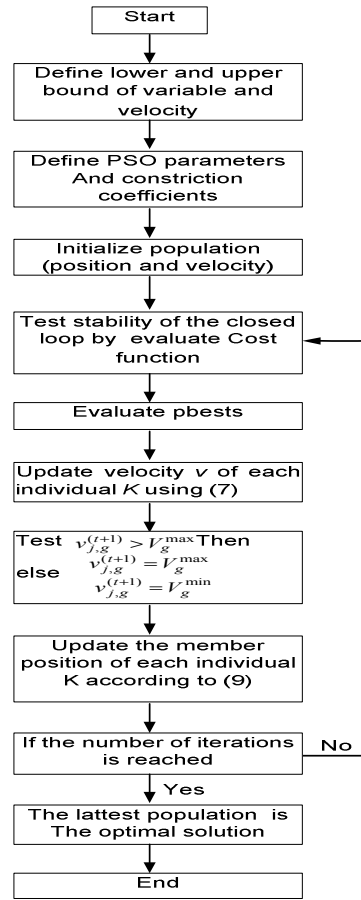 Start
Define lower and upper
bound of variable and
velocity
Define PSO parameters
And constriction
coefficients
Initialize population
(position and velocity)
Test stability of the closed
loop by evaluate Cost
function
Evaluate pbests
Update velocity v of each
individual K using (7)
Test v_{j,g}^{(t+1)} > V_g^{max} Then
else v_{j,g}^{(t+1)} = V_g^{max}
v_{j,g}^{(t+1)} = V_g^{min}
Update the member
position of each individual
K according to (9)
If the number of iterations
is reached
No
Yes
The lattest population is
The optimal solution
End